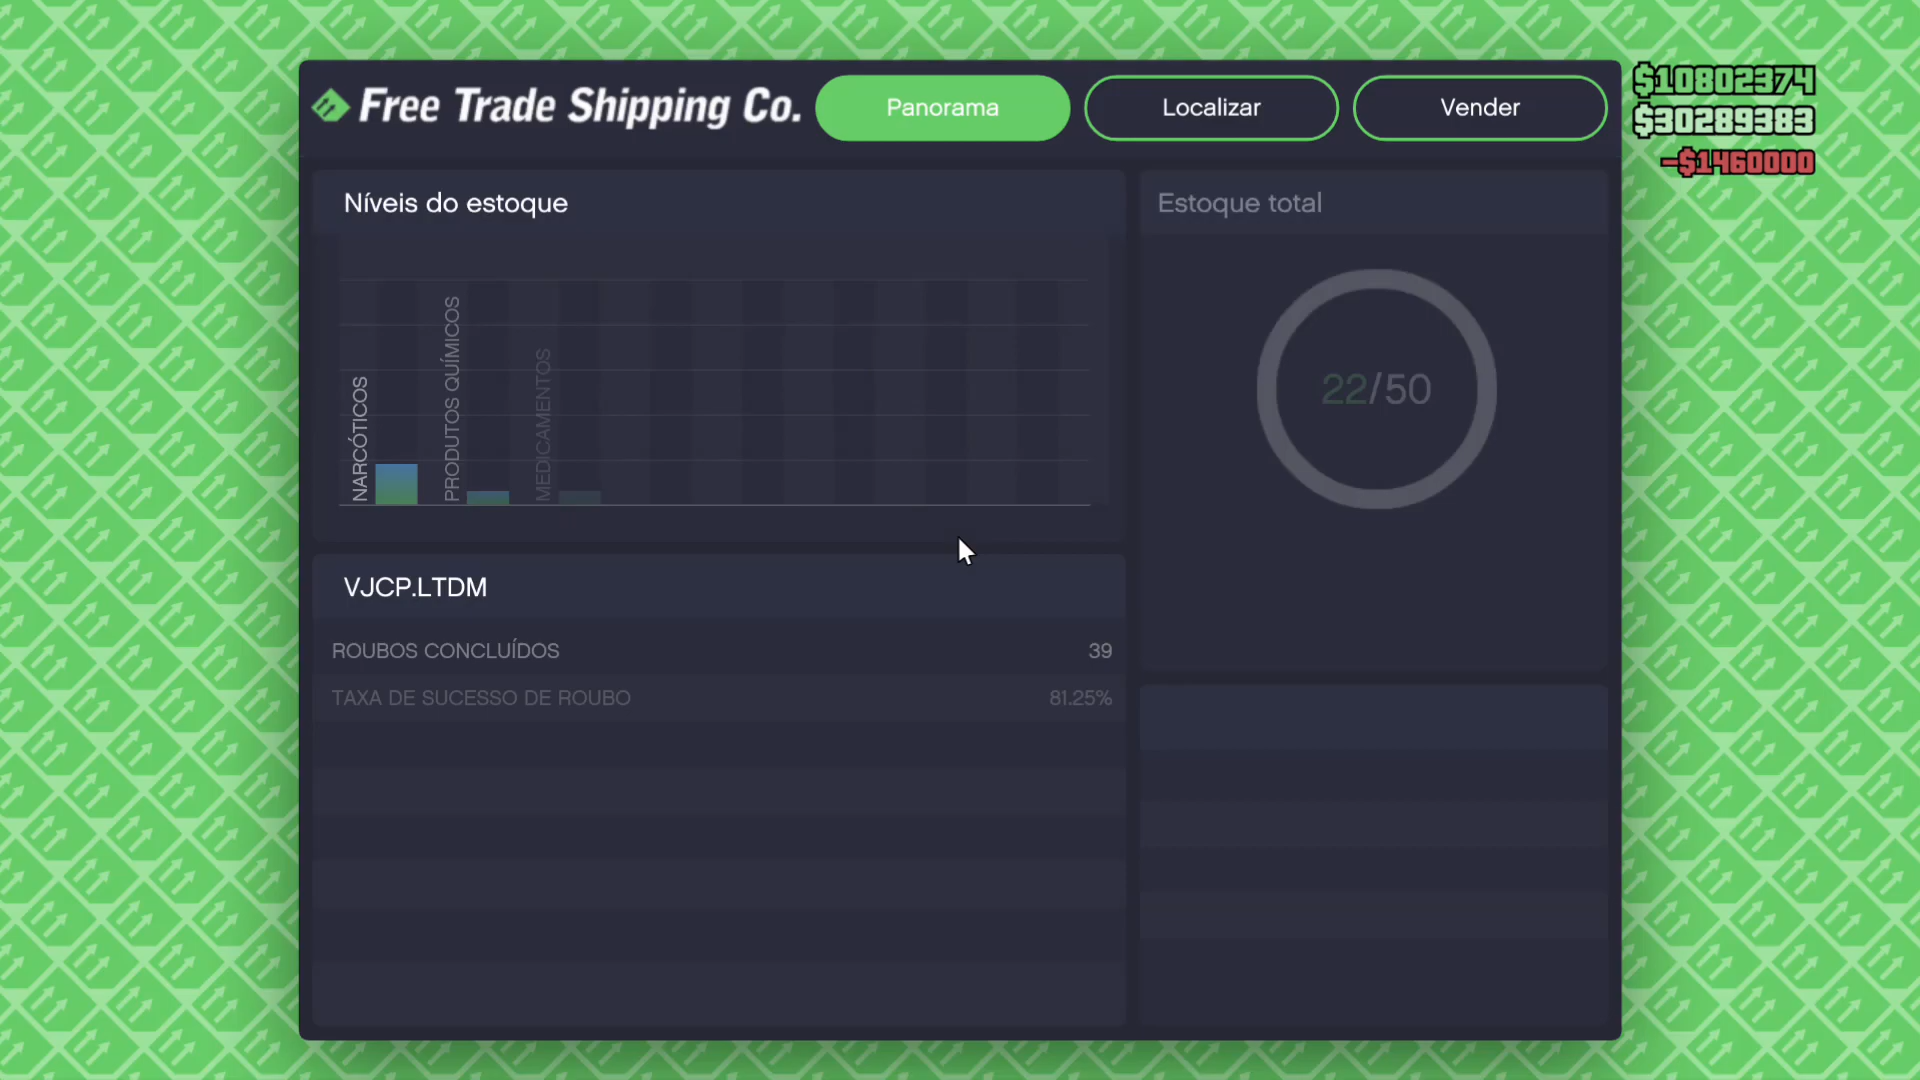 Free Trade Shipping Co.
Panorama
Localizar
Vender
$10802374
$30289383
-$1460000
Níveis do estoque
NARCÓTICOS
PRODUTOS QUÍMICOS
MEDICAMENTOS
Estoque total
22/50
VJCP.LTDM
ROUBOS CONCLUÍDOS 39
TAXA DE SUCESSO DE ROUBO 81.25%